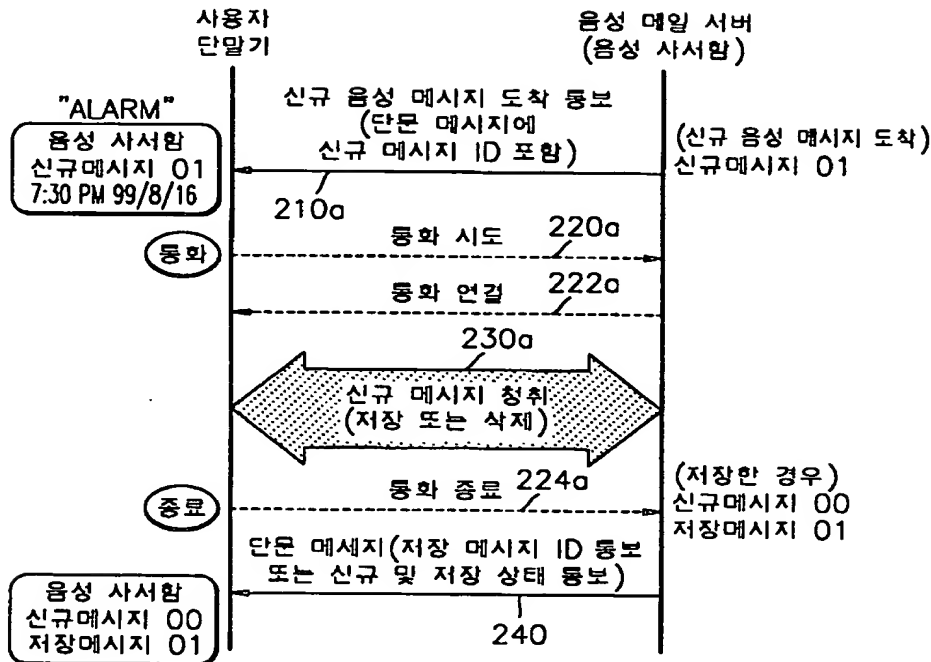 사용자
단말기
음성 메일 서버
(음성 사서함)
"ALARM"
음성 사서함
신규메시지 01
7:30 PM 99/8/16
신규 음성 메시지 도착 통보
(단문 메시지에
신규 메시지 ID 포함)
(신규 음성 메시지 도착)
신규메시지 01
210a
통화
통화 시도
220a
통화 연결
222a
230a
신규 메시지 청취
(저장 또는 삭제)
종료
통화 종료
224a
(저장한 경우)
신규메시지 00
저장메시지 01
단문 메세지(저장 메시지 ID 통보
또는 신규 및 저장 상태 통보)
240
음성 사서함
신규메시지 00
저장메시지 01